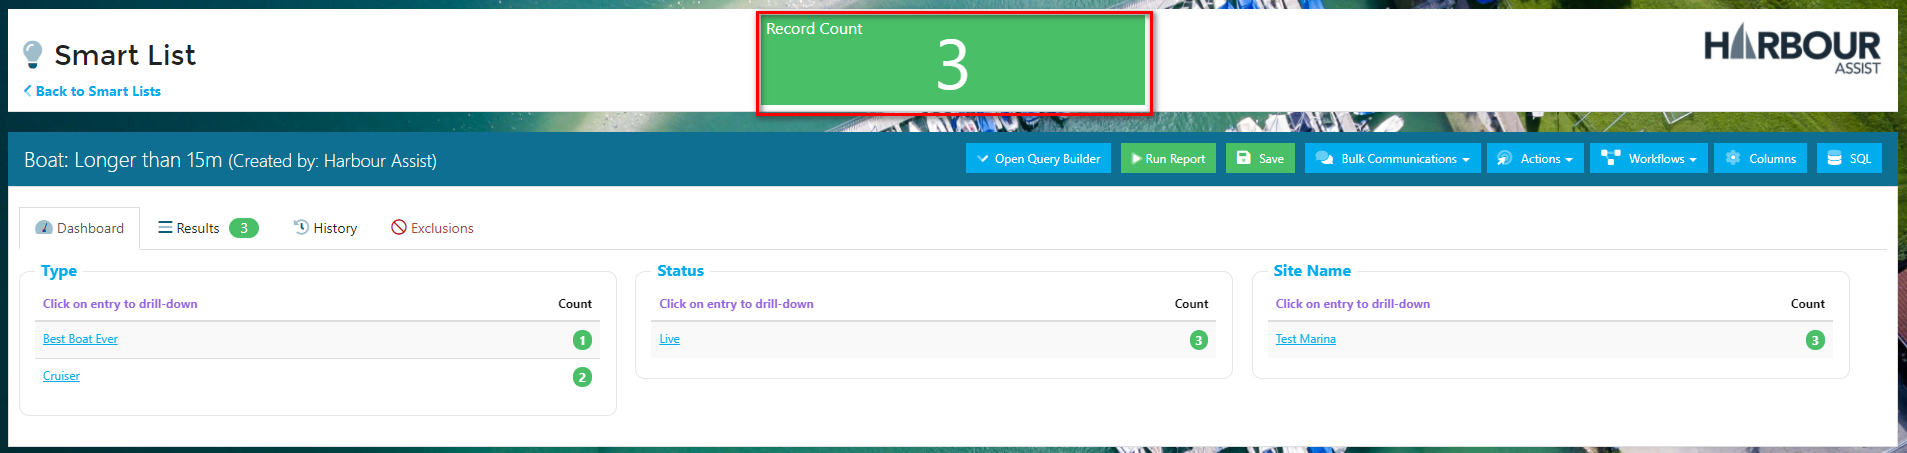 Smart List
Back to Smart Lists
Record Count
3
HARBOUR
ASSIST
Boat: Longer than 15m (Created by: Harbour Assist)
Open Query Builder
Run Report
Save
Bulk Communications
Actions
Workflows
Columns
SQL
Dashboard
Results 3
History
Exclusions
Type
Click on entry to drill-down Count
Best Boat Ever 1
Cruiser 2
Status
Click on entry to drill-down Count
Live 3
Site Name
Click on entry to drill-down Count
Test Marina 3